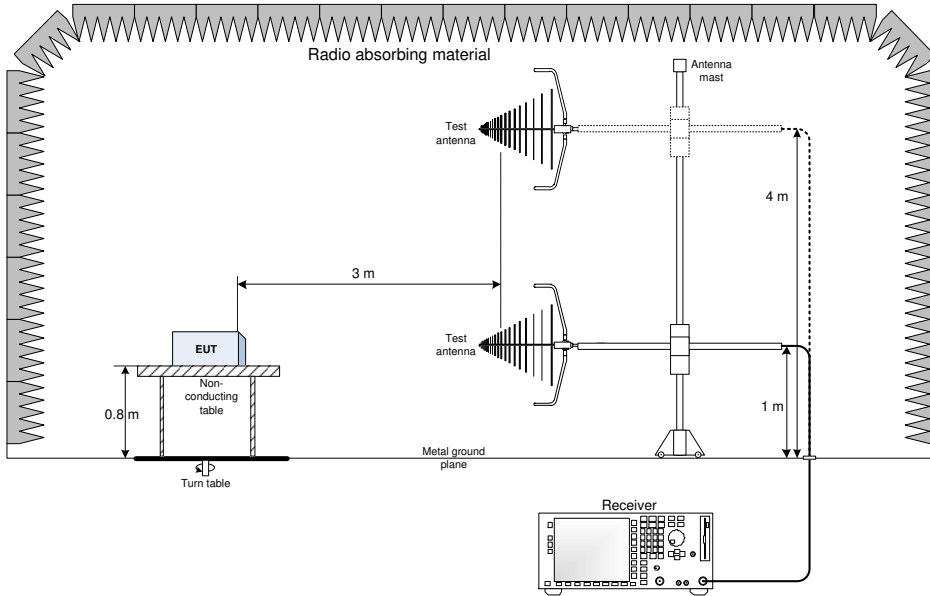 Radio absorbing material
Antenna
mast
Test
antenna
4 m
3 m
Test
antenna
EUT
Non-
conducting
table
0.8 m
1 m
Metal ground
plane
Turn table
Receiver